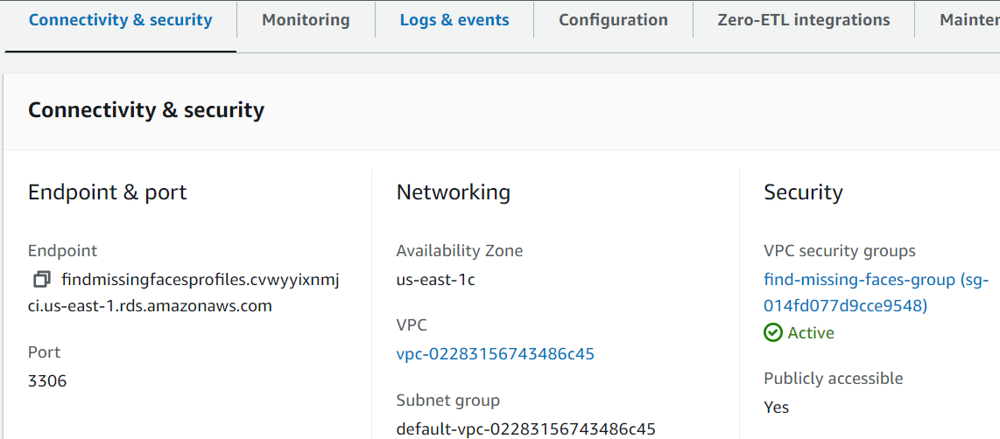 Connectivity & security
Monitoring
Logs & events
Configuration
Zero-ETL integrations
Mainten
Connectivity & security
Endpoint & port
Endpoint
findmissingfacesprofiles.cvwyyixnmj
ci.us-east-1.rds.amazonaws.com
Port
3306
Networking
Availability Zone
us-east-1c
VPC
vpc-02283156743486c45
Subnet group
default-vpc-02283156743486c45
Security
VPC security groups
find-missing-faces-group (sg-
014fd077d9cce9548)
Active
Publicly accessible
Yes